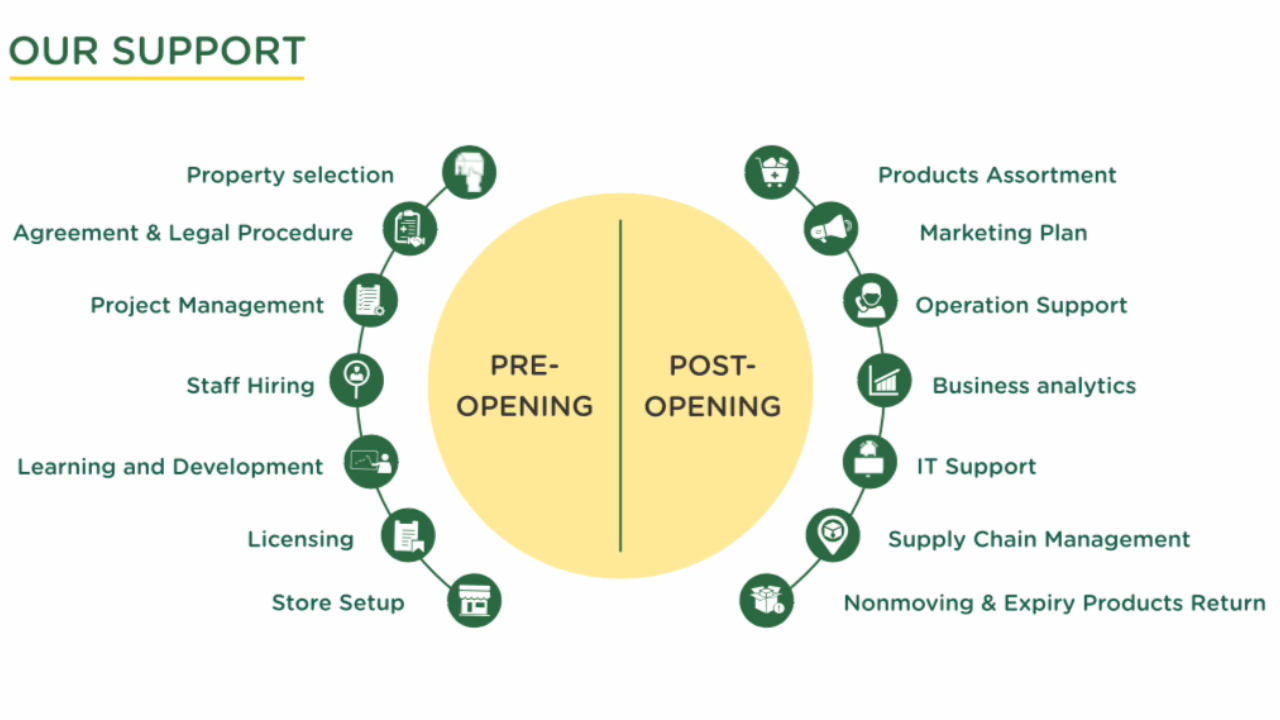 OUR SUPPORT
Property selection
Agreement & Legal Procedure
Project Management
Staff Hiring
Learning and Development
Licensing
Store Setup
PRE-
OPENING
POST-
OPENING
Products Assortment
Marketing Plan
Operation Support
Business analytics
IT Support
Supply Chain Management
Nonmoving & Expiry Products Return